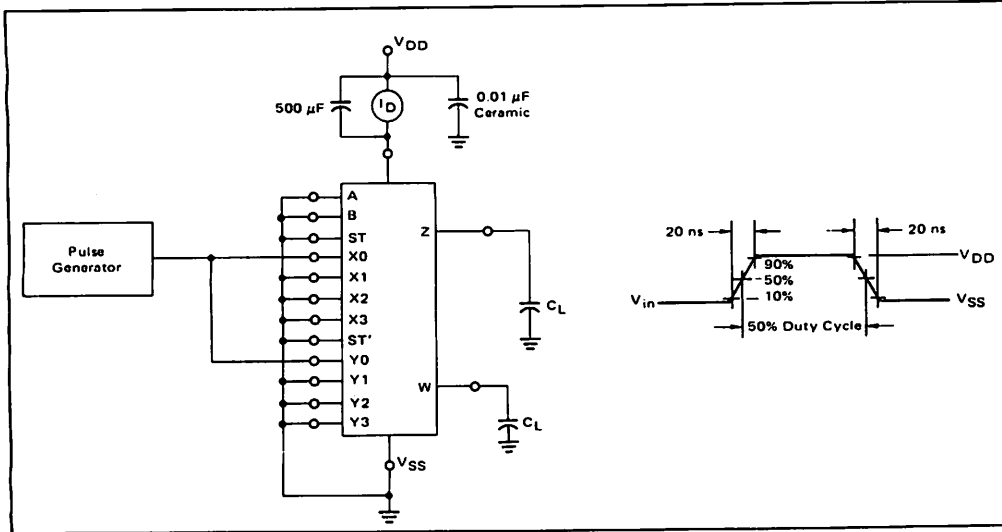 VDD
500 µF
ID
0.01 µF
Ceramic
Pulse
Generator
A
B
ST
X0
X1
X2
X3
ST'
Y0
Y1
Y2
Y3
Z
W
CL
CL
VSS
20 ns
20 ns
VDD
90%
50%
10%
Vin
VSS
50% Duty Cycle